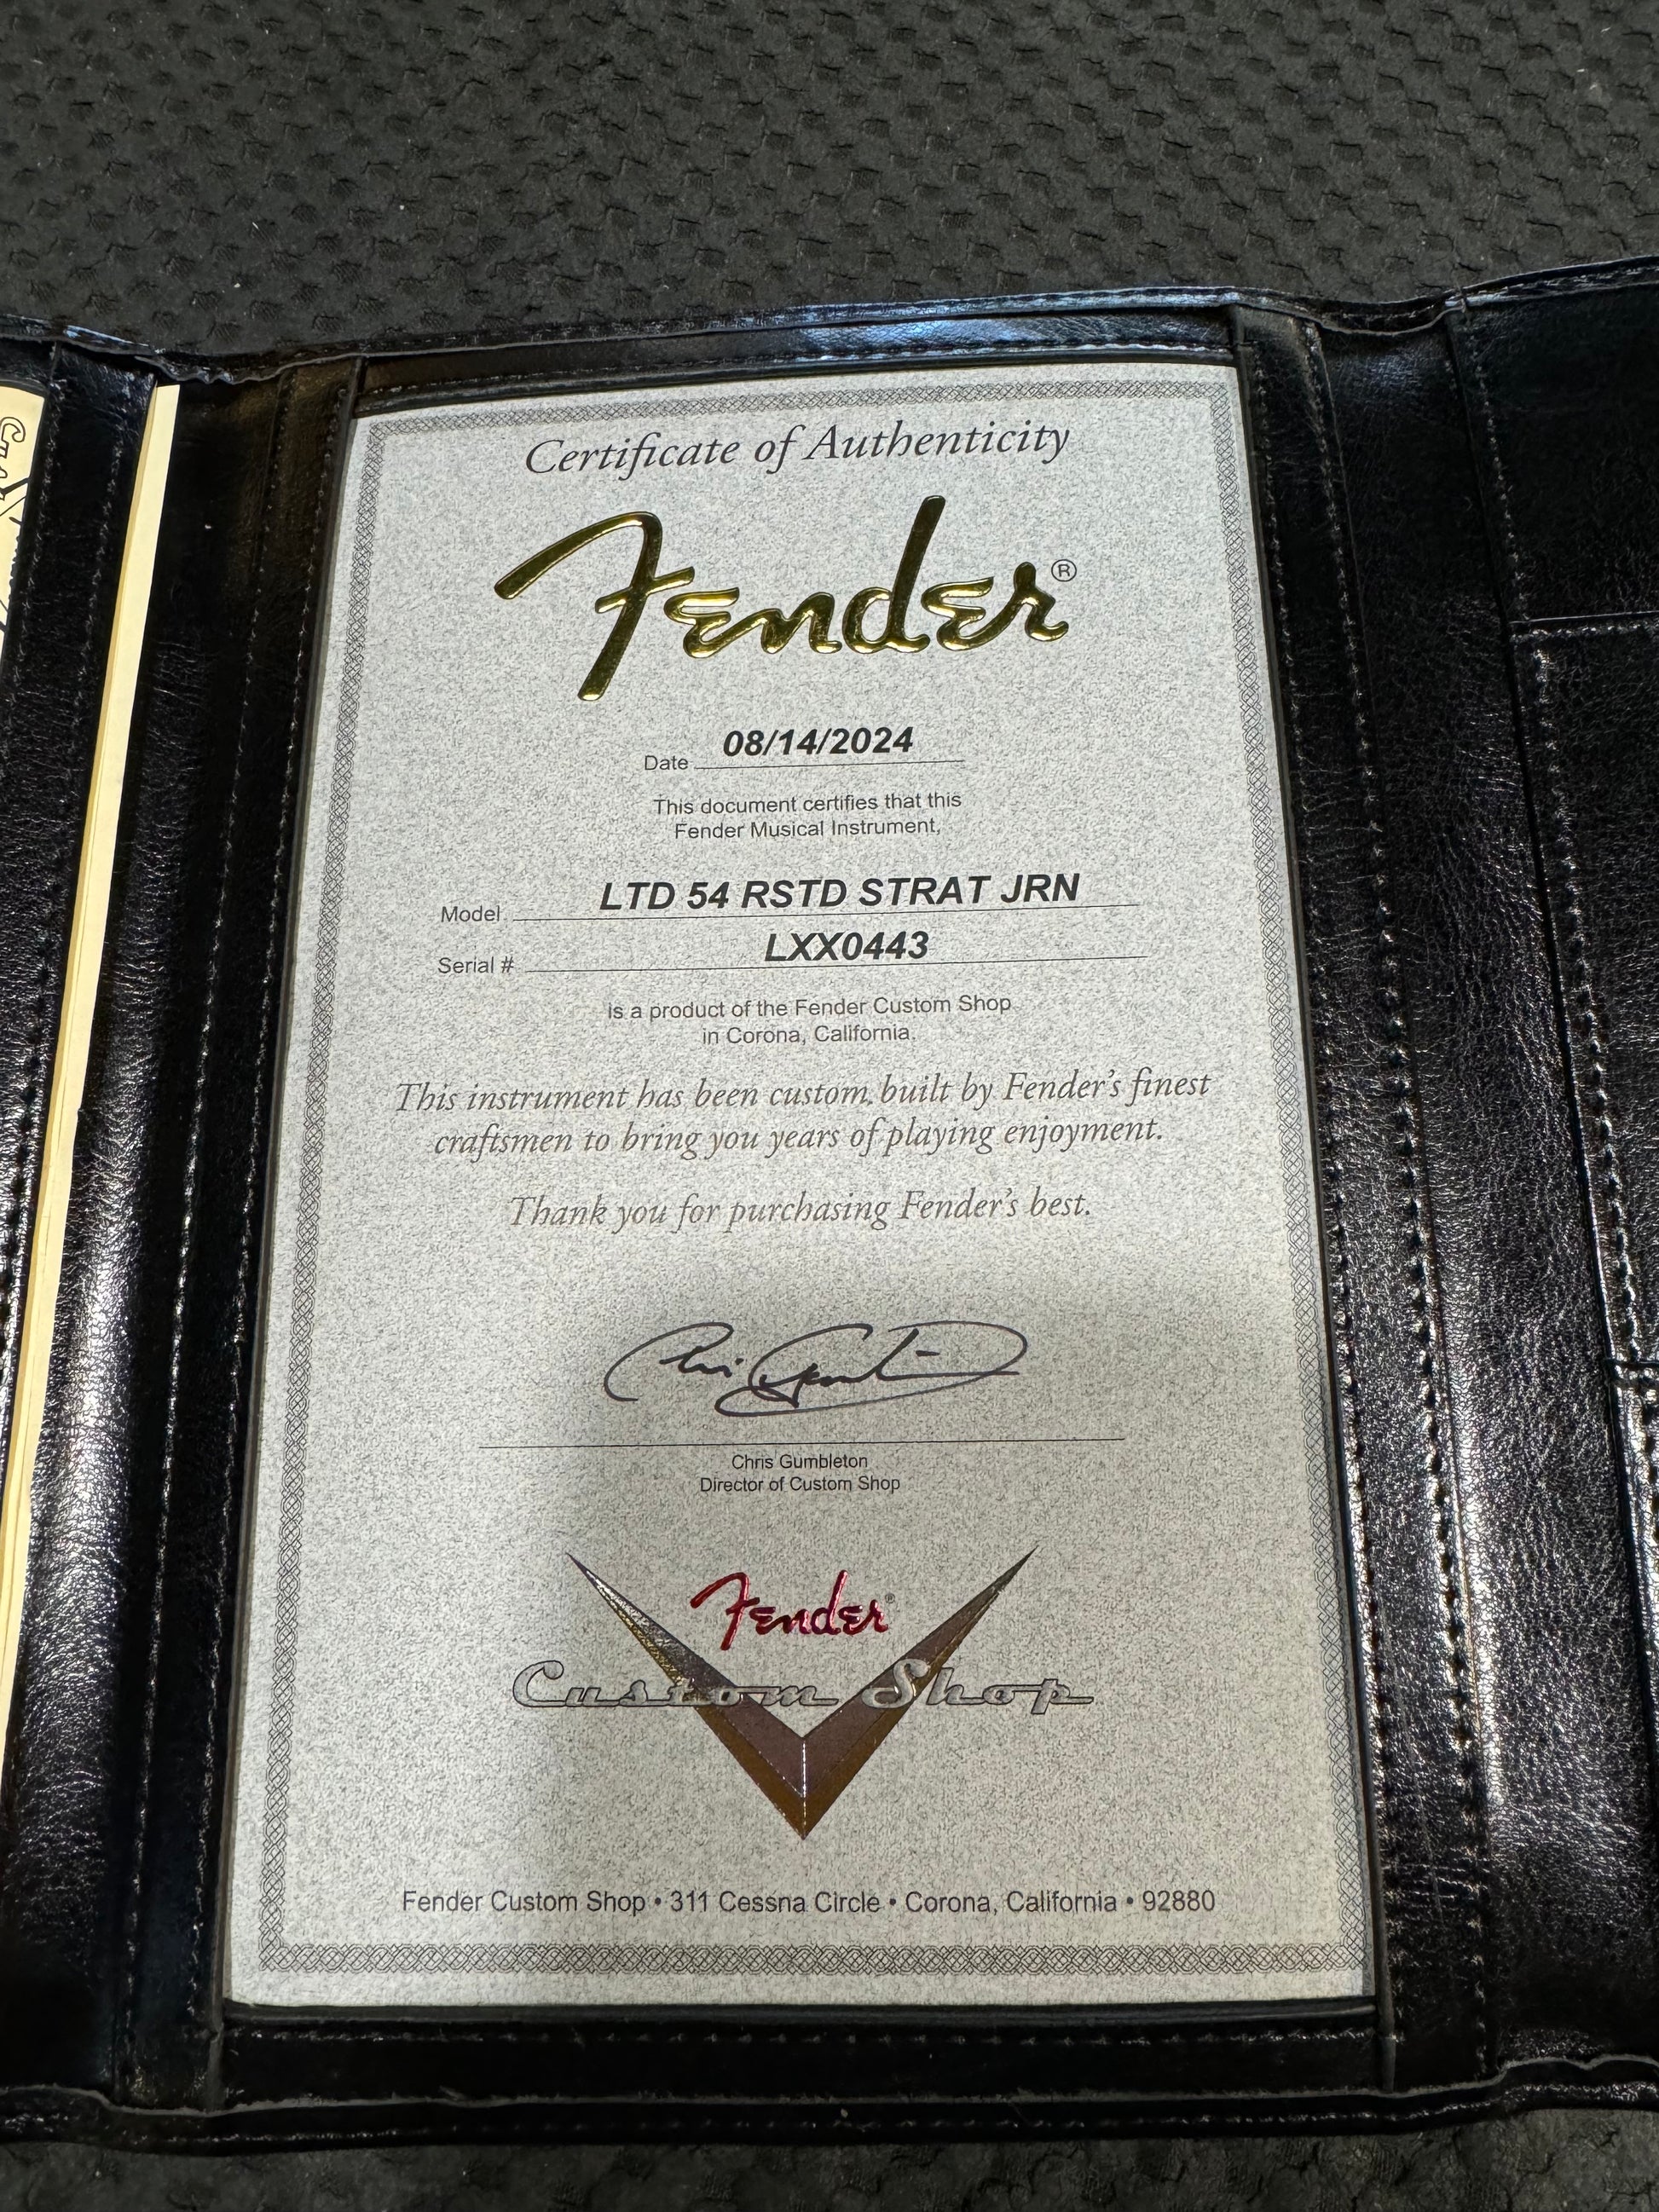 Certificate of Authenticity
Fender®
Date 08/14/2024
This document certifies that this
Fender Musical Instrument,
Model LTD 54 RSTD STRAT JRN
Serial # LXX0443
is a product of the Fender Custom Shop
in Corona, California.
This instrument has been custom built by Fender's finest
craftsmen to bring you years of playing enjoyment.
Thank you for purchasing Fender's best.
Chris Gumbleton
Director of Custom Shop
Fender®
Custom Shop
Fender Custom Shop • 311 Cessna Circle • Corona, California • 92880